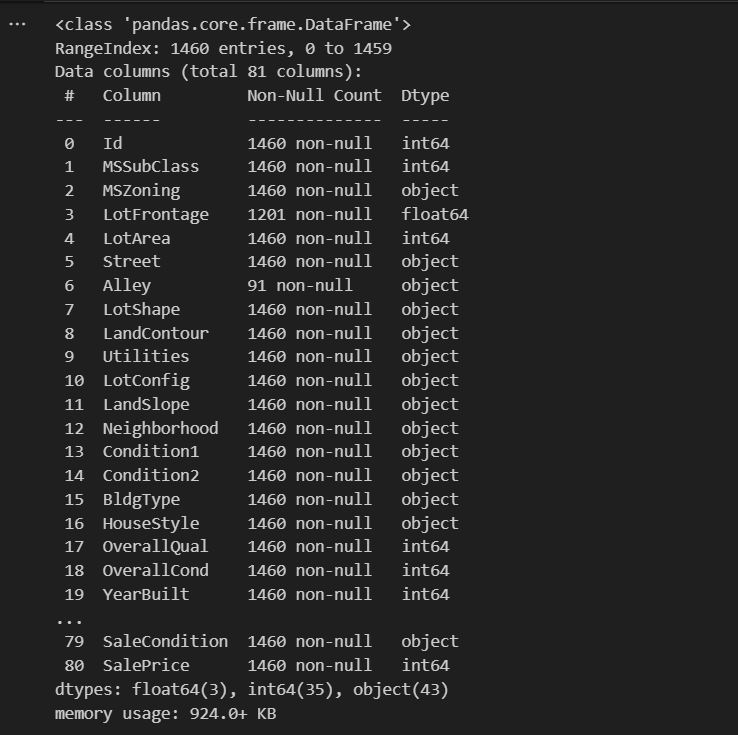 ... <class 'pandas.core.frame.DataFrame'>
RangeIndex: 1460 entries, 0 to 1459
Data columns (total 81 columns):
 #   Column         Non-Null Count  Dtype
---  ------         --------------  -----
 0   Id             1460 non-null   int64
 1   MSSubClass     1460 non-null   int64
 2   MSZoning       1460 non-null   object
 3   LotFrontage    1201 non-null   float64
 4   LotArea        1460 non-null   int64
 5   Street         1460 non-null   object
 6   Alley          91 non-null     object
 7   LotShape       1460 non-null   object
 8   LandContour    1460 non-null   object
 9   Utilities      1460 non-null   object
 10  LotConfig      1460 non-null   object
 11  LandSlope      1460 non-null   object
 12  Neighborhood   1460 non-null   object
 13  Condition1     1460 non-null   object
 14  Condition2     1460 non-null   object
 15  BldgType       1460 non-null   object
 16  HouseStyle     1460 non-null   object
 17  OverallQual    1460 non-null   int64
 18  OverallCond    1460 non-null   int64
 19  YearBuilt      1460 non-null   int64
...
 79  SaleCondition  1460 non-null   object
 80  SalePrice      1460 non-null   int64
dtypes: float64(3), int64(35), object(43)
memory usage: 924.0+ KB